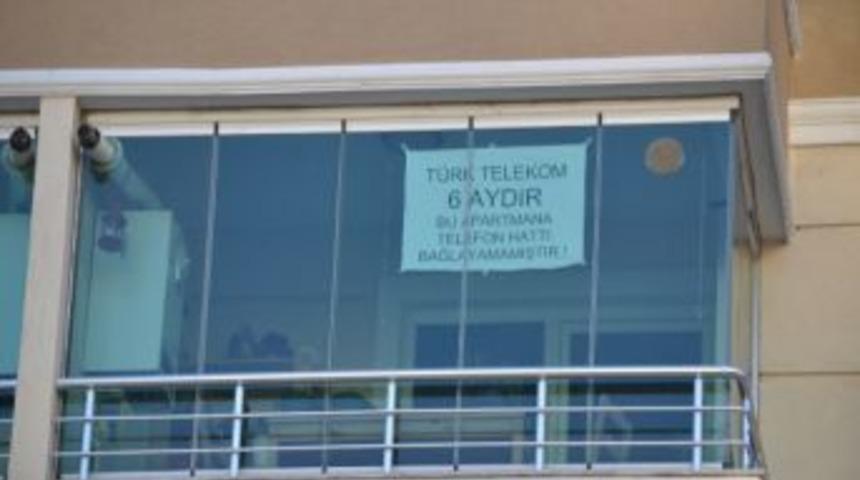 TÜRK TELEKOM
6 AYDIR
BU APARTMANA
TELEFON HATTI
BAĞLAYAMAMIŞTIR.!